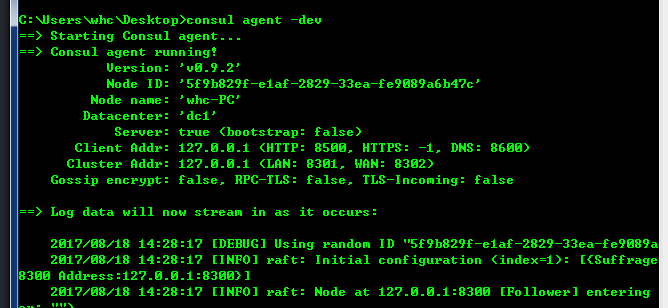 C:\Users\whc\Desktop>consul agent -dev
==> Starting Consul agent...
==> Consul agent running!
Version: 'v0.9.2'
Node ID: '5f9b829f-e1af-2829-33ea-fe9089a6b47c'
Node name: 'whc-PC'
Datacenter: 'dc1'
Server: true (bootstrap: false)
Client Addr: 127.0.0.1 (HTTP: 8500, HTTPS: -1, DNS: 8600)
Cluster Addr: 127.0.0.1 (LAN: 8301, WAN: 8302)
Gossip encrypt: false, RPC-TLS: false, TLS-Incoming: false
==> Log data will now stream in as it occurs:
2017/08/18 14:28:17 [DEBUG] Using random ID "5f9b829f-e1af-2829-33ea-fe9089a
2017/08/18 14:28:17 [INFO] raft: Initial configuration (index=1): [{Suffrage
8300 Address:127.0.0.1:8300}]
2017/08/18 14:28:17 [INFO] raft: Node at 127.0.0.1:8300 [Follower] entering
er: "")